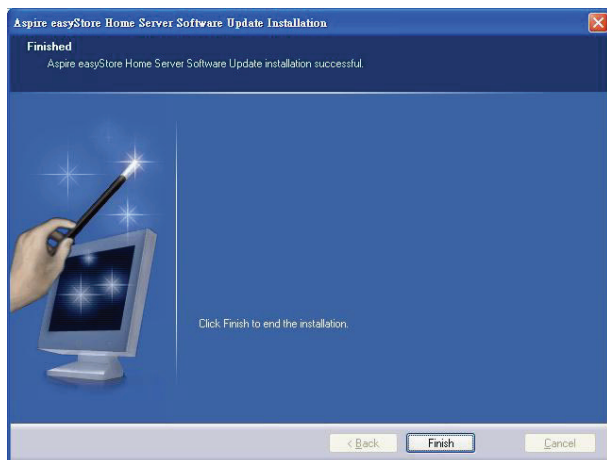 Aspire easyStore Home Server Software Update Installation
Finished
Aspire easyStore Home Server Software Update installation successful.
Click Finish to end the installation.
< Back
Finish
Cancel